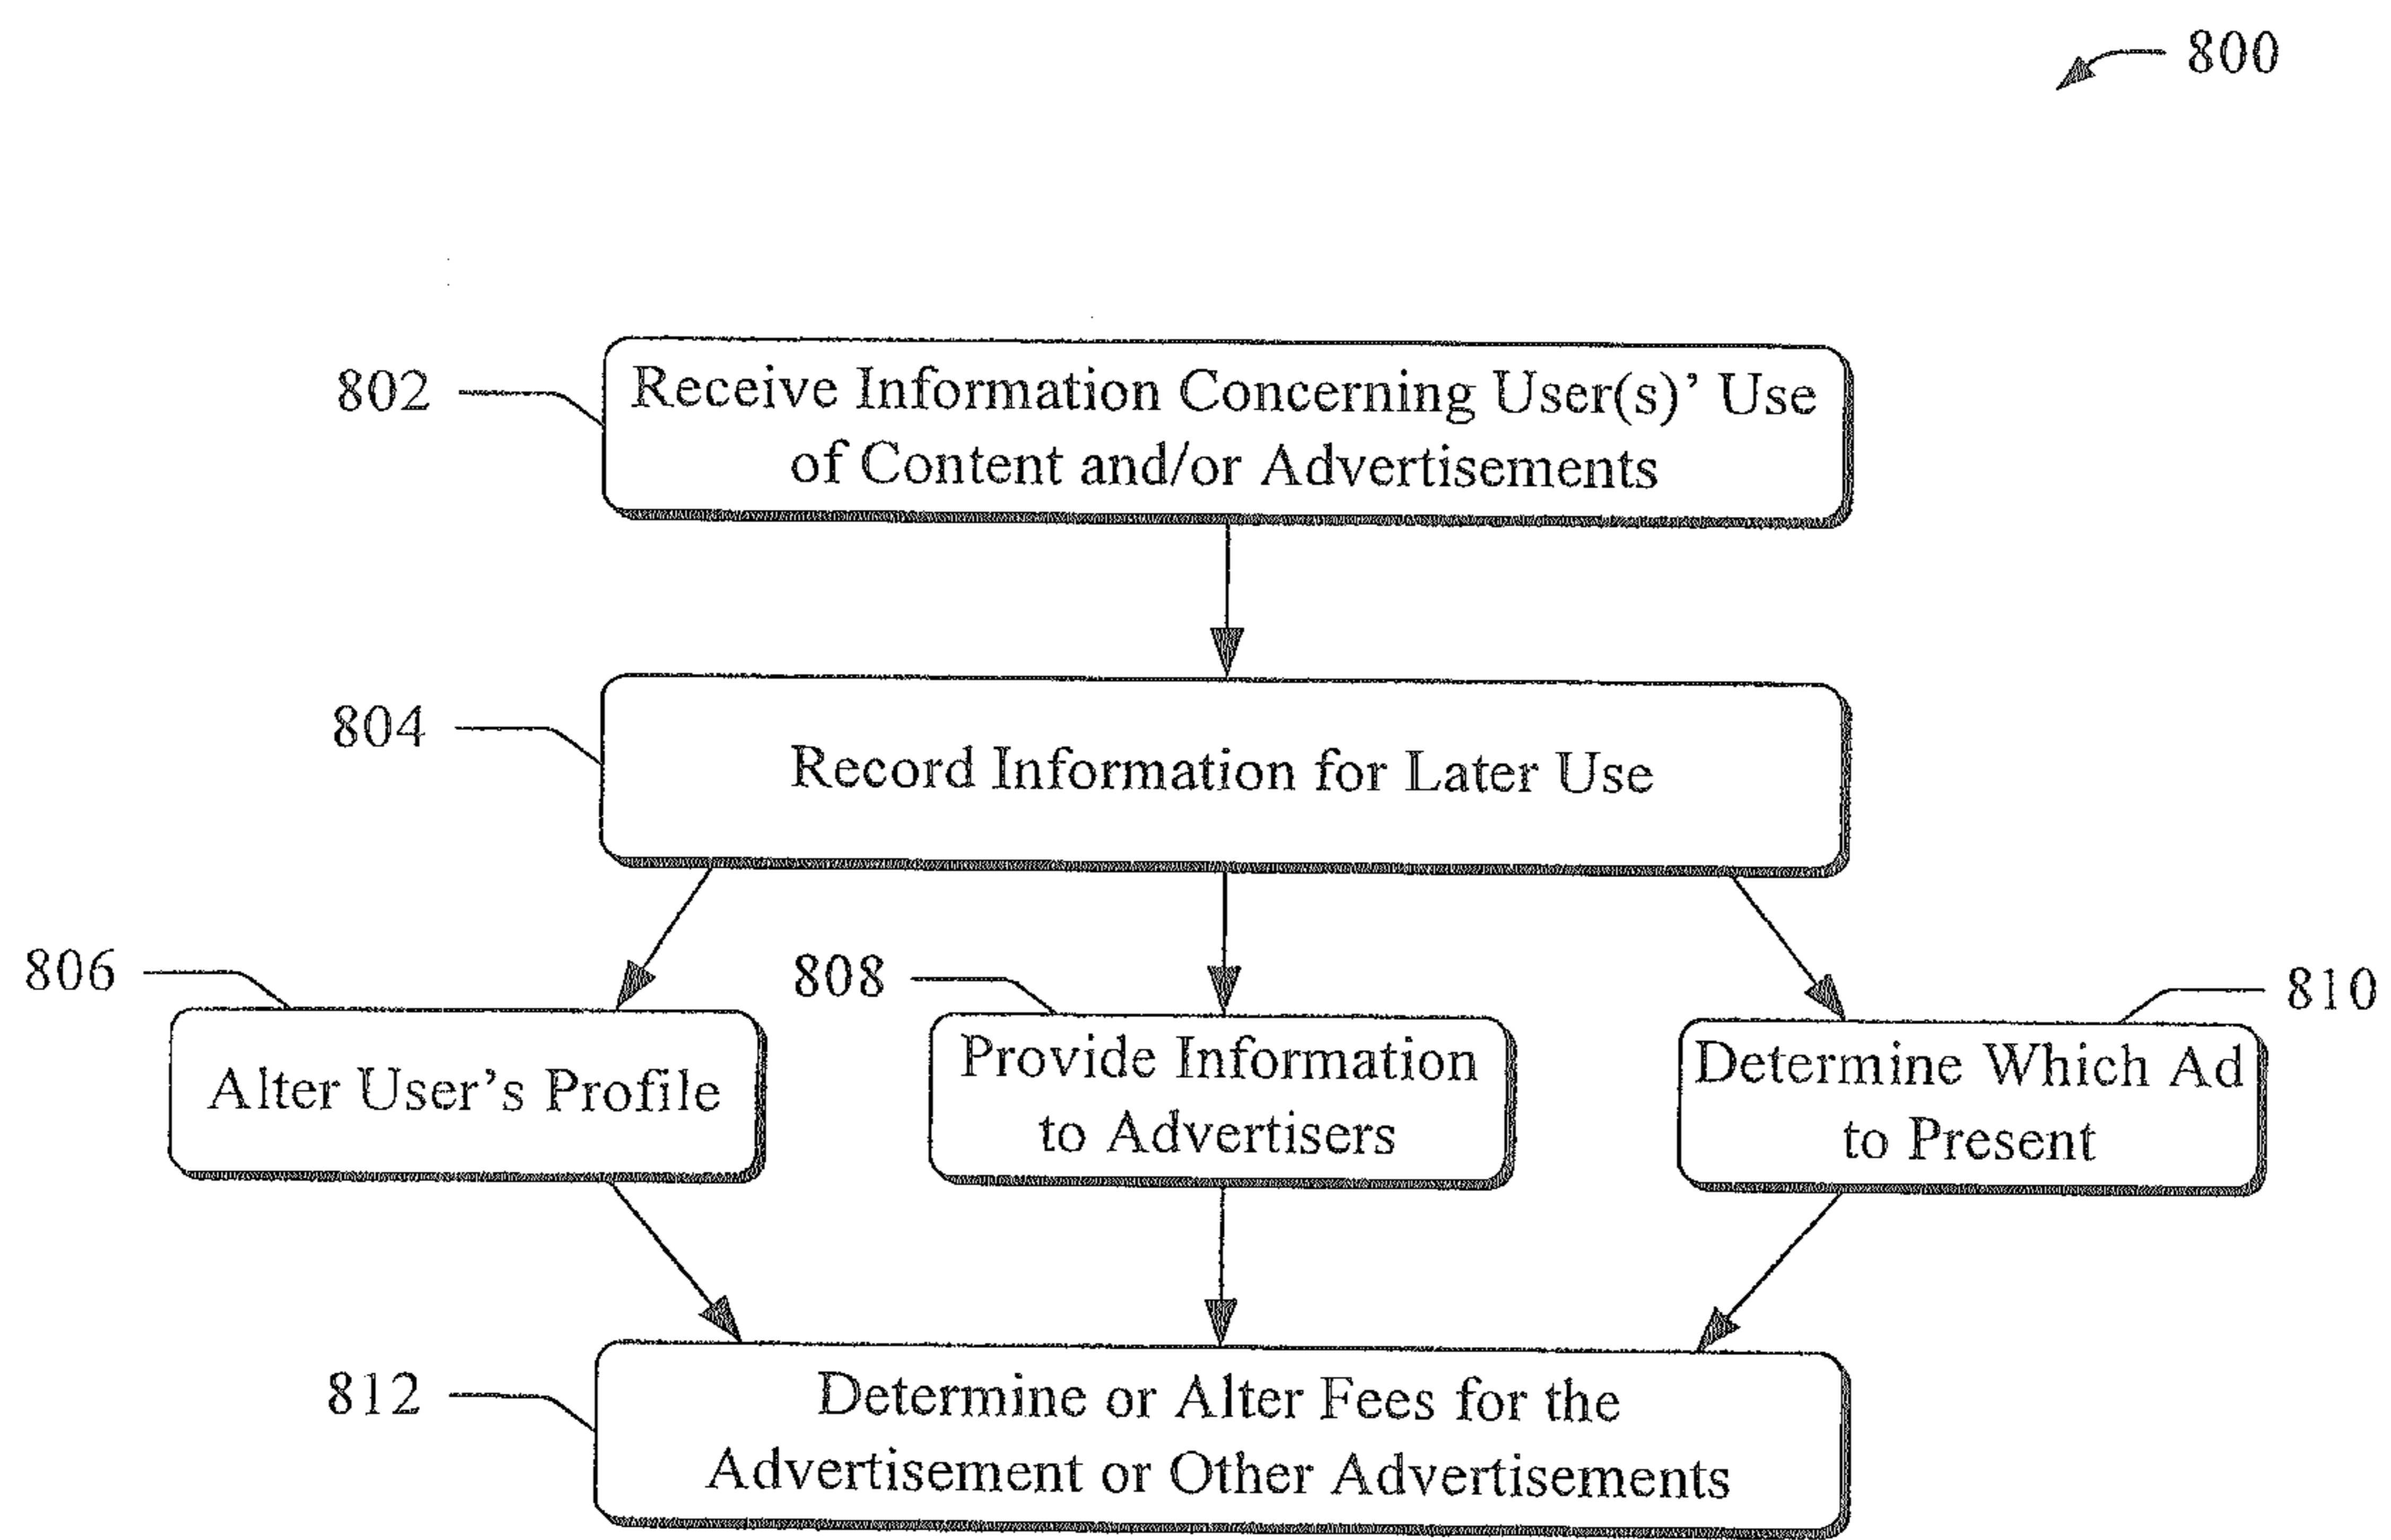 800
802
Receive Information Concerning User(s)’ Use
of Content and/or Advertisements
804
Record Information for Later Use
806
Alter User’s Profile
808
Provide Information
to Advertisers
810
Determine Which Ad
to Present
812
Determine or Alter Fees for the
Advertisement or Other Advertisements